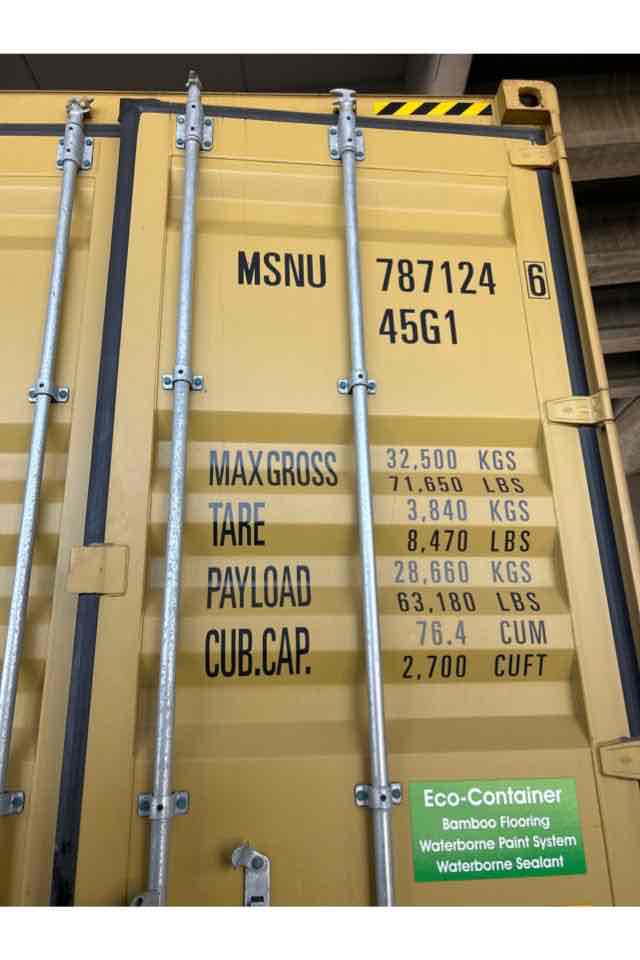 MSNU 787124 6
45G1
MAX GROSS 32,500 KGS
71,650 LBS
TARE 3,840 KGS
8,470 LBS
PAYLOAD 28,660 KGS
63,180 LBS
CUB.CAP. 76.4 CUM
2,700 CUFT
Eco-Container
Bamboo Flooring
Waterborne Paint System
Waterborne Sealant